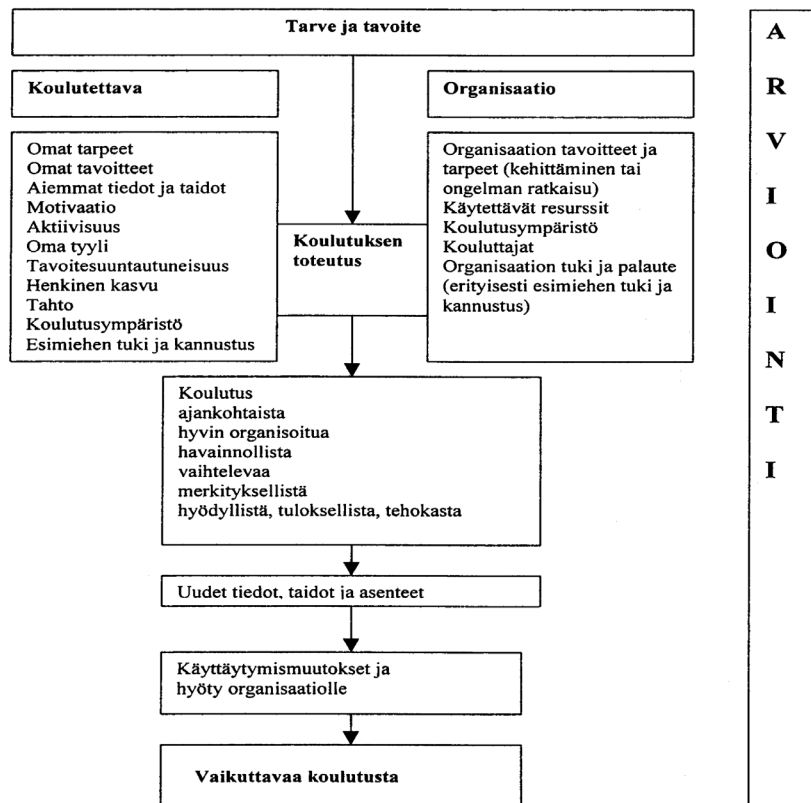 Tarve ja tavoite
Koulutettava
Omat tarpeet
Omat tavoitteet
Aiemmat tiedot ja taidot
Motivaatio
Aktiivisuus
Oma tyyli
Tavoitesuuntautuneisuus
Henkinen kasvu
Tahto
Koulutusympäristö
Esimiehen tuki ja kannustus
Koulutuksen
toteutus
Organisaatio
Organisaation tavoitteet ja
tarpeet (kehittäminen tai
ongelman ratkaisu)
Käytettävät resurssit
Koulutusympäristö
Kouluttajat
Organisaation tuki ja palaute
(erityisesti esimiehen tuki ja
kannustus)
Koulutus
ajankohtaista
hyvin organisoitua
havainnollista
vaihtelevaa
merkityksellistä
hyödyllistä, tuloksellista, tehokasta
Uudet tiedot, taidot ja asenteet
Käyttäytymismuutokset ja
hyöty organisaatiolle
Vaikuttavaa koulutusta
A
R
V
I
O
I
N
T
I